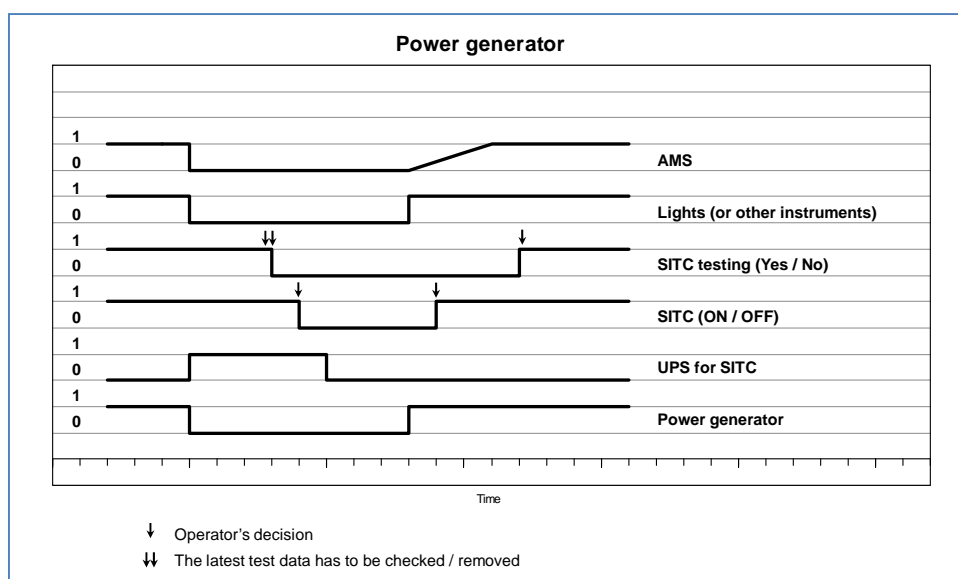 Power generator
1
0
AMS
1
0
Lights (or other instruments)
1
0
SITC testing (Yes / No)
1
0
SITC (ON / OFF)
1
0
UPS for SITC
1
0
Power generator
Time
Operator's decision
The latest test data has to be checked / removed